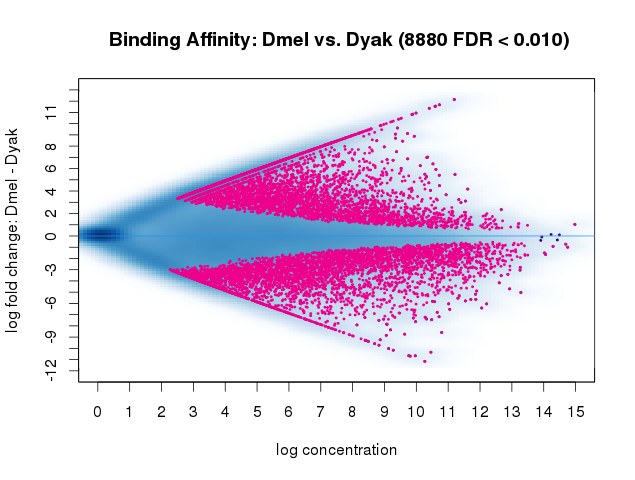 Binding Affinity: Dmel vs. Dyak (8880 FDR < 0.010)
log fold change: Dmel - Dyak
11
8
6
4
2
0
-3
-6
-9
-12
0 1 2 3 4 5 6 7 8 9 10 11 12 13 14 15
log concentration